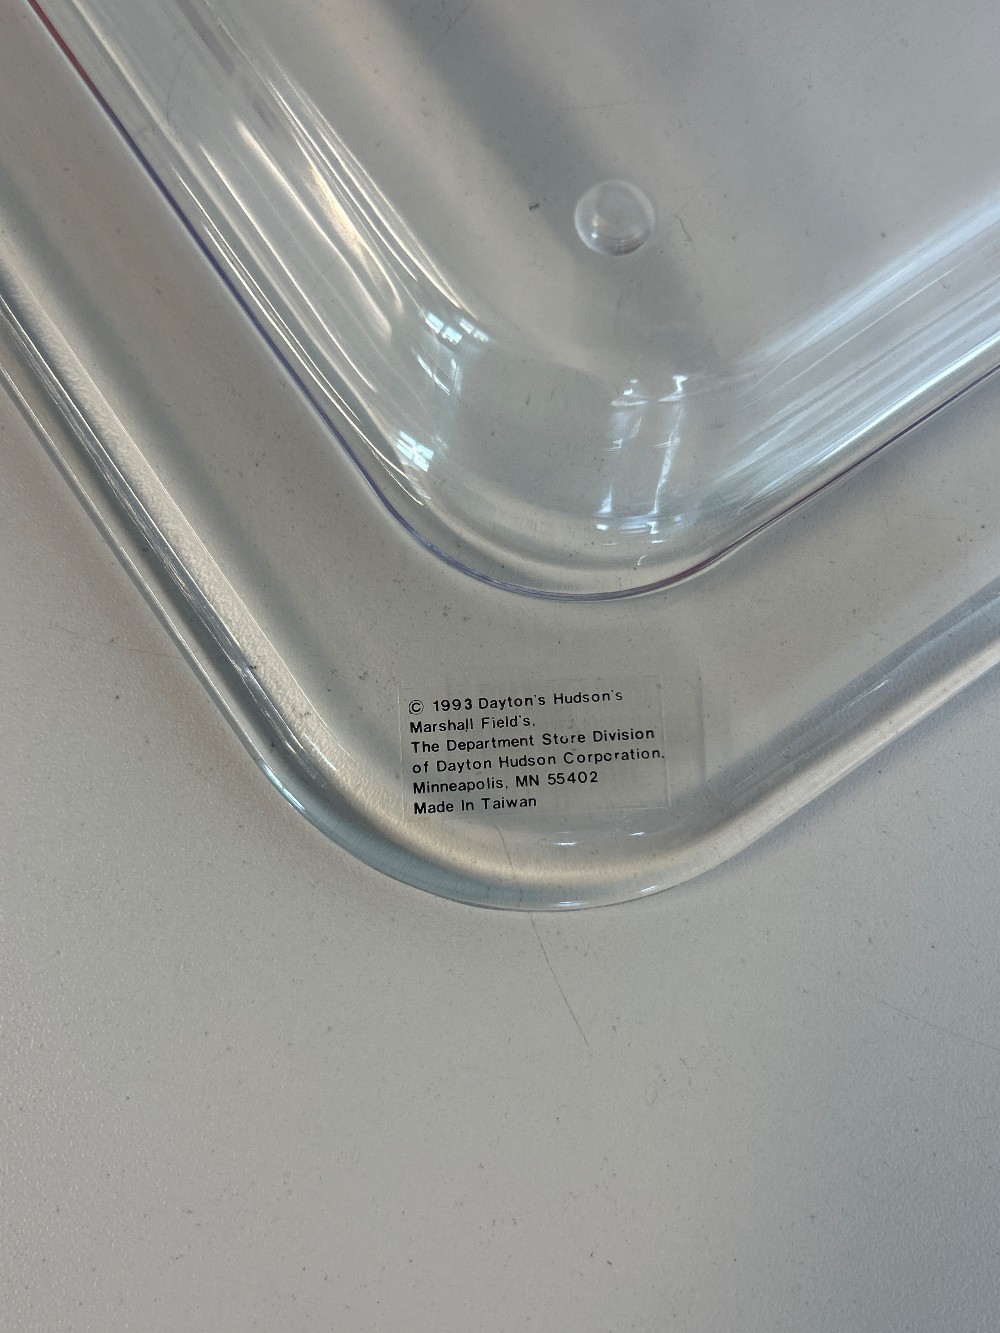 © 1993 Dayton's Hudson's
Marshall Field's,
The Department Store Division
of Dayton Hudson Corporation.
Minneapolis, MN 55402
Made In Taiwan